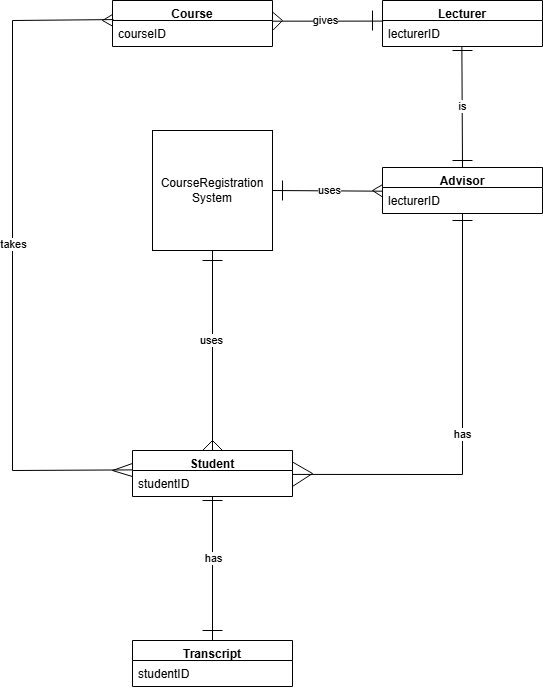 Course
courseID
gives
Lecturer
lecturerID
is
CourseRegistration
System
uses
Advisor
lecturerID
takes
uses
has
Student
studentID
has
Transcript
studentID